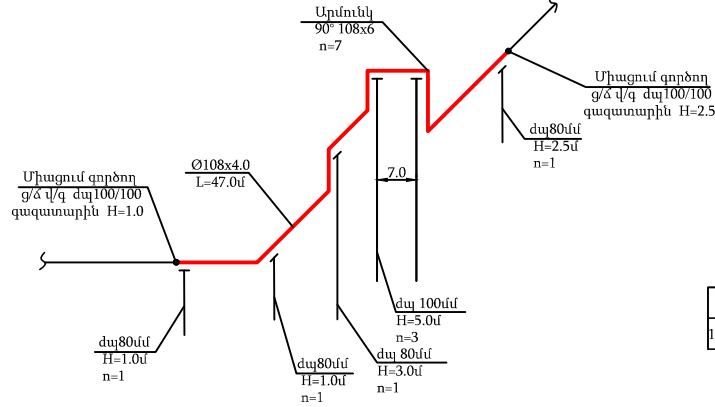 Արմունկ
90° 108x6
n=7
Միացում գործող
ց/ճ վ/գ դպ100/100
գազատարին H=2.5
դպ80մմ
H=2.5մ
n=1
Ø108x4.0
L=47.0մ
7.0
Միացում գործող
ց/ճ վ/գ դպ100/100
գազատարին H=1.0
դպ 100մմ
H=5.0մ
n=3
դպ80մմ
H=1.0մ
n=1
դպ80մմ
H=1.0մ
n=1
դպ 80մմ
H=3.0մ
n=1
1